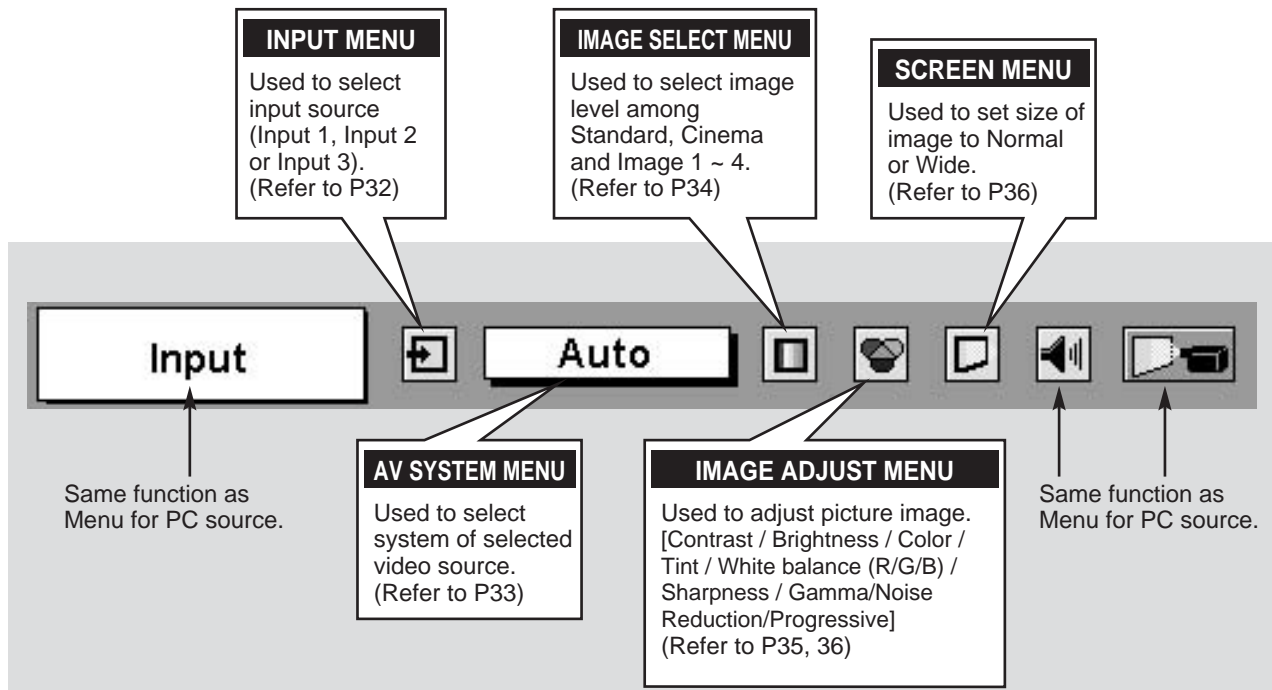 INPUT MENU
Used to select
input source
(Input 1, Input 2
or Input 3).
(Refer to P32)
IMAGE SELECT MENU
Used to select image
level among
Standard, Cinema
and Image 1 ~ 4.
(Refer to P34)
SCREEN MENU
Used to set size of
image to Normal
or Wide.
(Refer to P36)
Input
Auto
Same function as
Menu for PC source.
AV SYSTEM MENU
Used to select
system of selected
video source.
(Refer to P33)
IMAGE ADJUST MENU
Used to adjust picture image.
[Contrast / Brightness / Color /
Tint / White balance (R/G/B) /
Sharpness / Gamma/Noise
Reduction/Progressive]
(Refer to P35, 36)
Same function as
Menu for PC source.